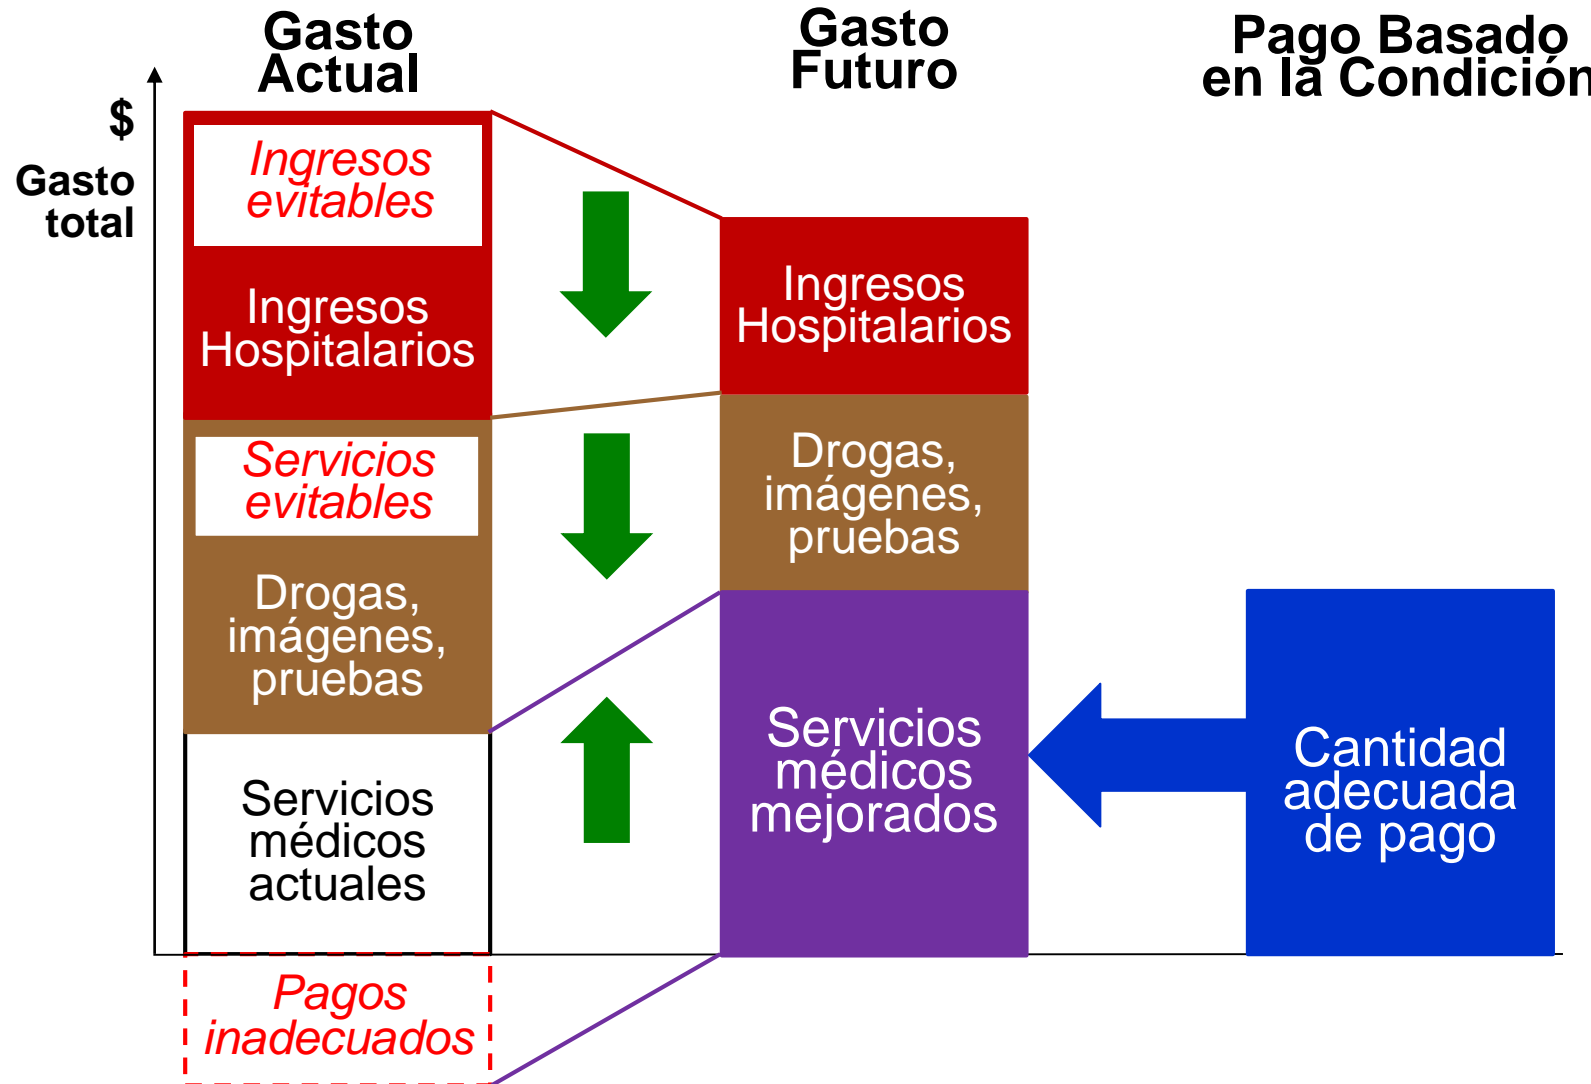 Gasto
Actual
Gasto
Futuro
Pago Basado
en la Condición
$
Gasto
total
Ingresos
evitables
Ingresos
Hospitalarios
Servicios
evitables
Drogas,
imágenes,
pruebas
Servicios
médicos
actuales
Pagos
inadecuados
Ingresos
Hospitalarios
Drogas,
imágenes,
pruebas
Servicios
médicos
mejorados
Cantidad
adecuada
de pago